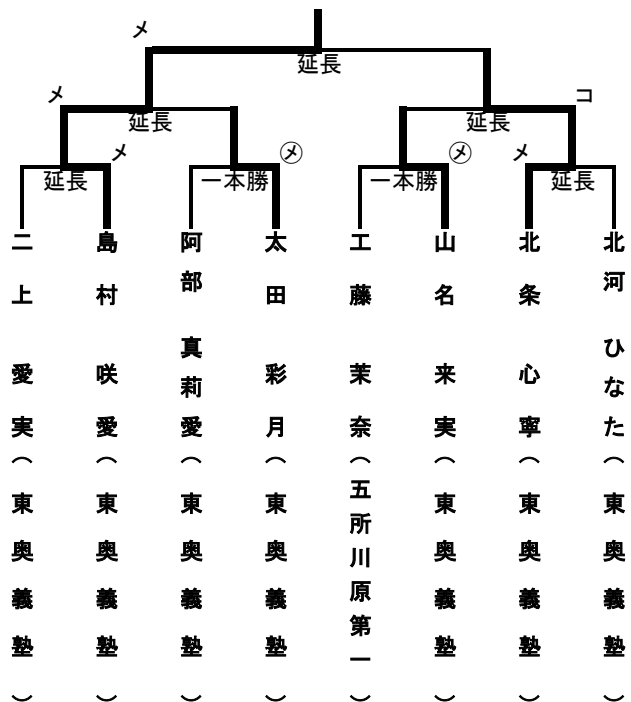 メ
延長
メ
コ
延長
延長
メ
㋱
㋱
メ
延長
一本勝
一本勝
延長
二上 愛実(東奥義塾)
島村 咲愛(東奥義塾)
阿部 真莉愛(東奥義塾)
太田 彩月(東奥義塾)
工藤 茉奈(五所川原第一)
山名 来実(東奥義塾)
北条 心寧(東奥義塾)
北河 ひなた(東奥義塾)